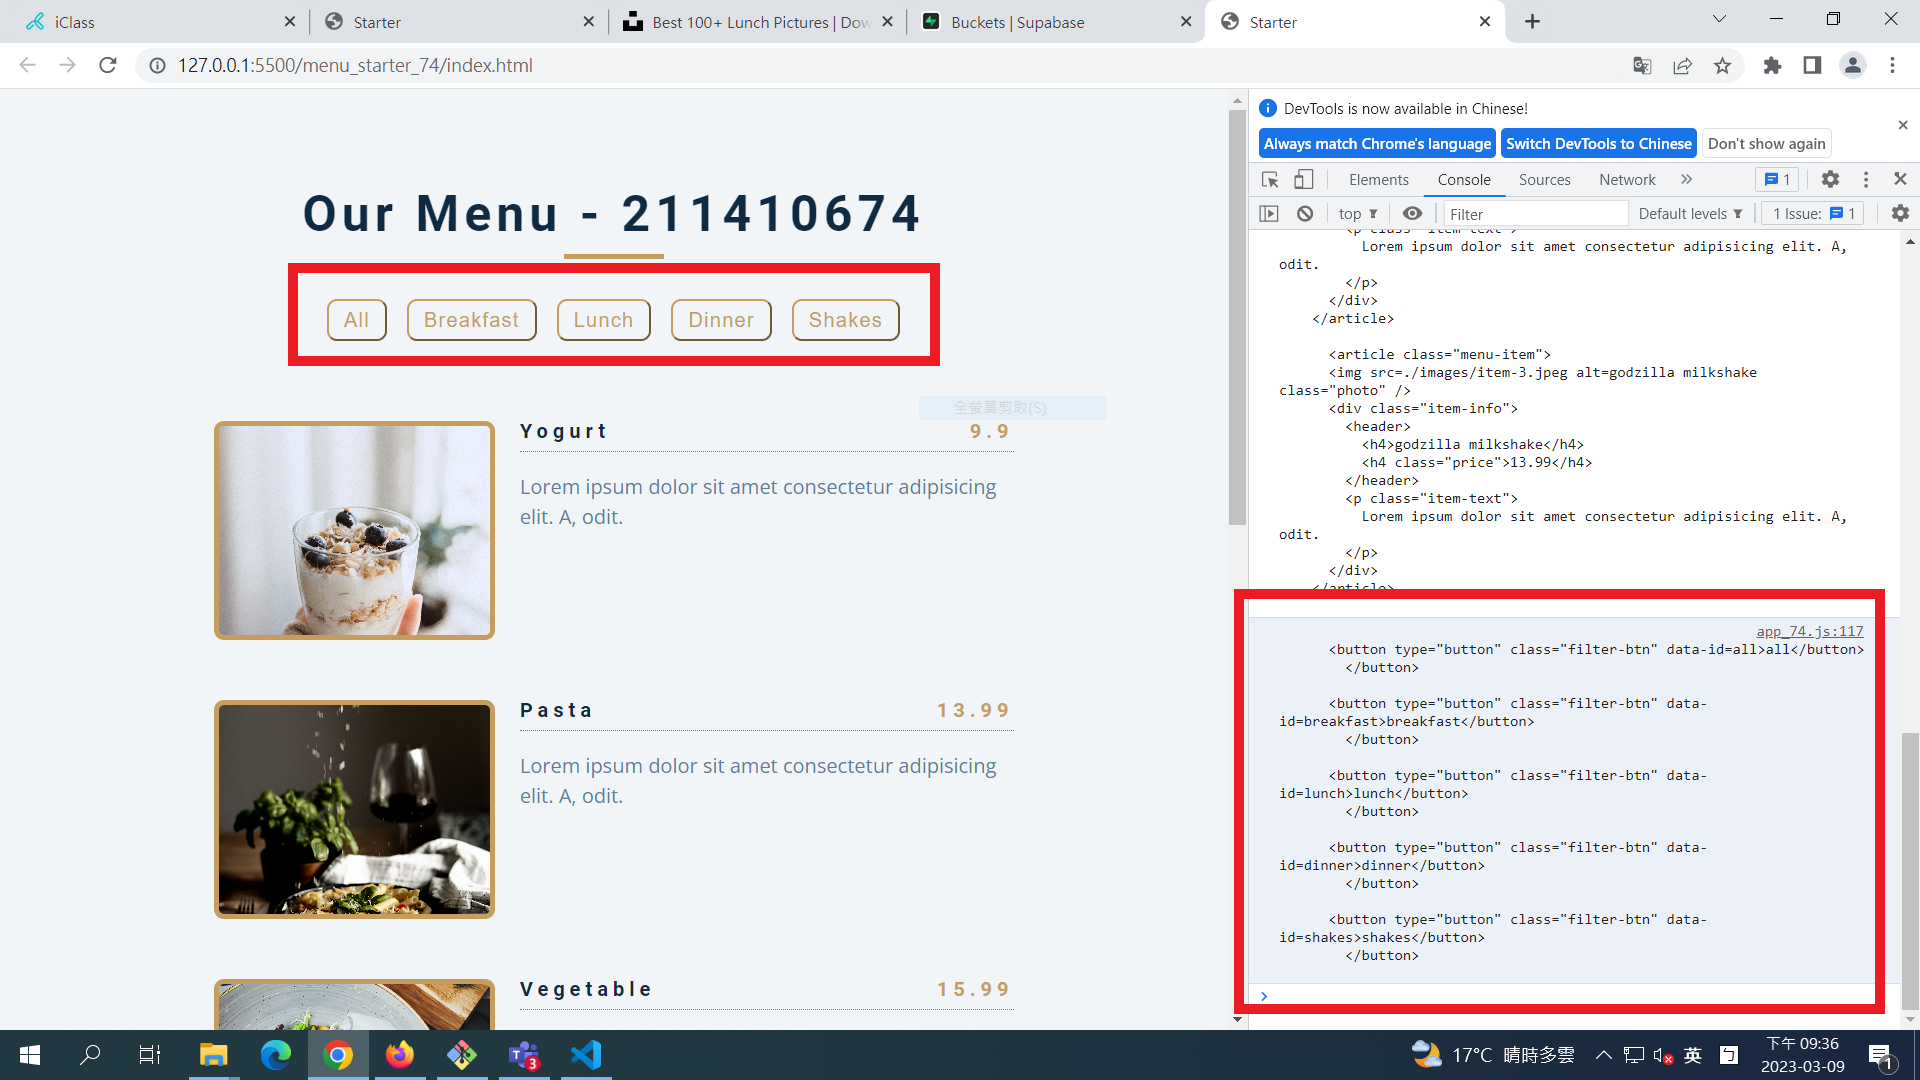 iClass
Starter
Best 100+ Lunch Pictures | Dow
Buckets | Supabase
Starter
127.0.0.1:5500/menu_starter_74/index.html
Our Menu - 211410674
All
Breakfast
Lunch
Dinner
Shakes
全螢幕剪取(S)
Yogurt
9.9
Lorem ipsum dolor sit amet consectetur adipisicing
elit. A, odit.
Pasta
13.99
Lorem ipsum dolor sit amet consectetur adipisicing
elit. A, odit.
Vegetable
15.99
DevTools is now available in Chinese!
Always match Chrome's language
Switch DevTools to Chinese
Don't show again
Elements
Console
Sources
Network
1
top
Filter
Default levels
1 Issue:
1
<p class="item-text">
Lorem ipsum dolor sit amet consectetur adipisicing elit. A,
odit.
</p>
</div>
</article>
<article class="menu-item">
<img src=./images/item-3.jpeg alt=godzilla milkshake
class="photo" />
<div class="item-info">
<header>
<h4>godzilla milkshake</h4>
<h4 class="price">13.99</h4>
</header>
<p class="item-text">
Lorem ipsum dolor sit amet consectetur adipisicing elit. A,
odit.
</p>
</div>
</article>
app_74.js:117
<button type="button" class="filter-btn" data-id=all>all</button>
</button>
<button type="button" class="filter-btn" data-
id=breakfast>breakfast</button>
</button>
<button type="button" class="filter-btn" data-
id=lunch>lunch</button>
</button>
<button type="button" class="filter-btn" data-
id=dinner>dinner</button>
</button>
<button type="button" class="filter-btn" data-
id=shakes>shakes</button>
</button>
3
17°C 晴時多雲
英
下午 09:36
2023-03-09
1